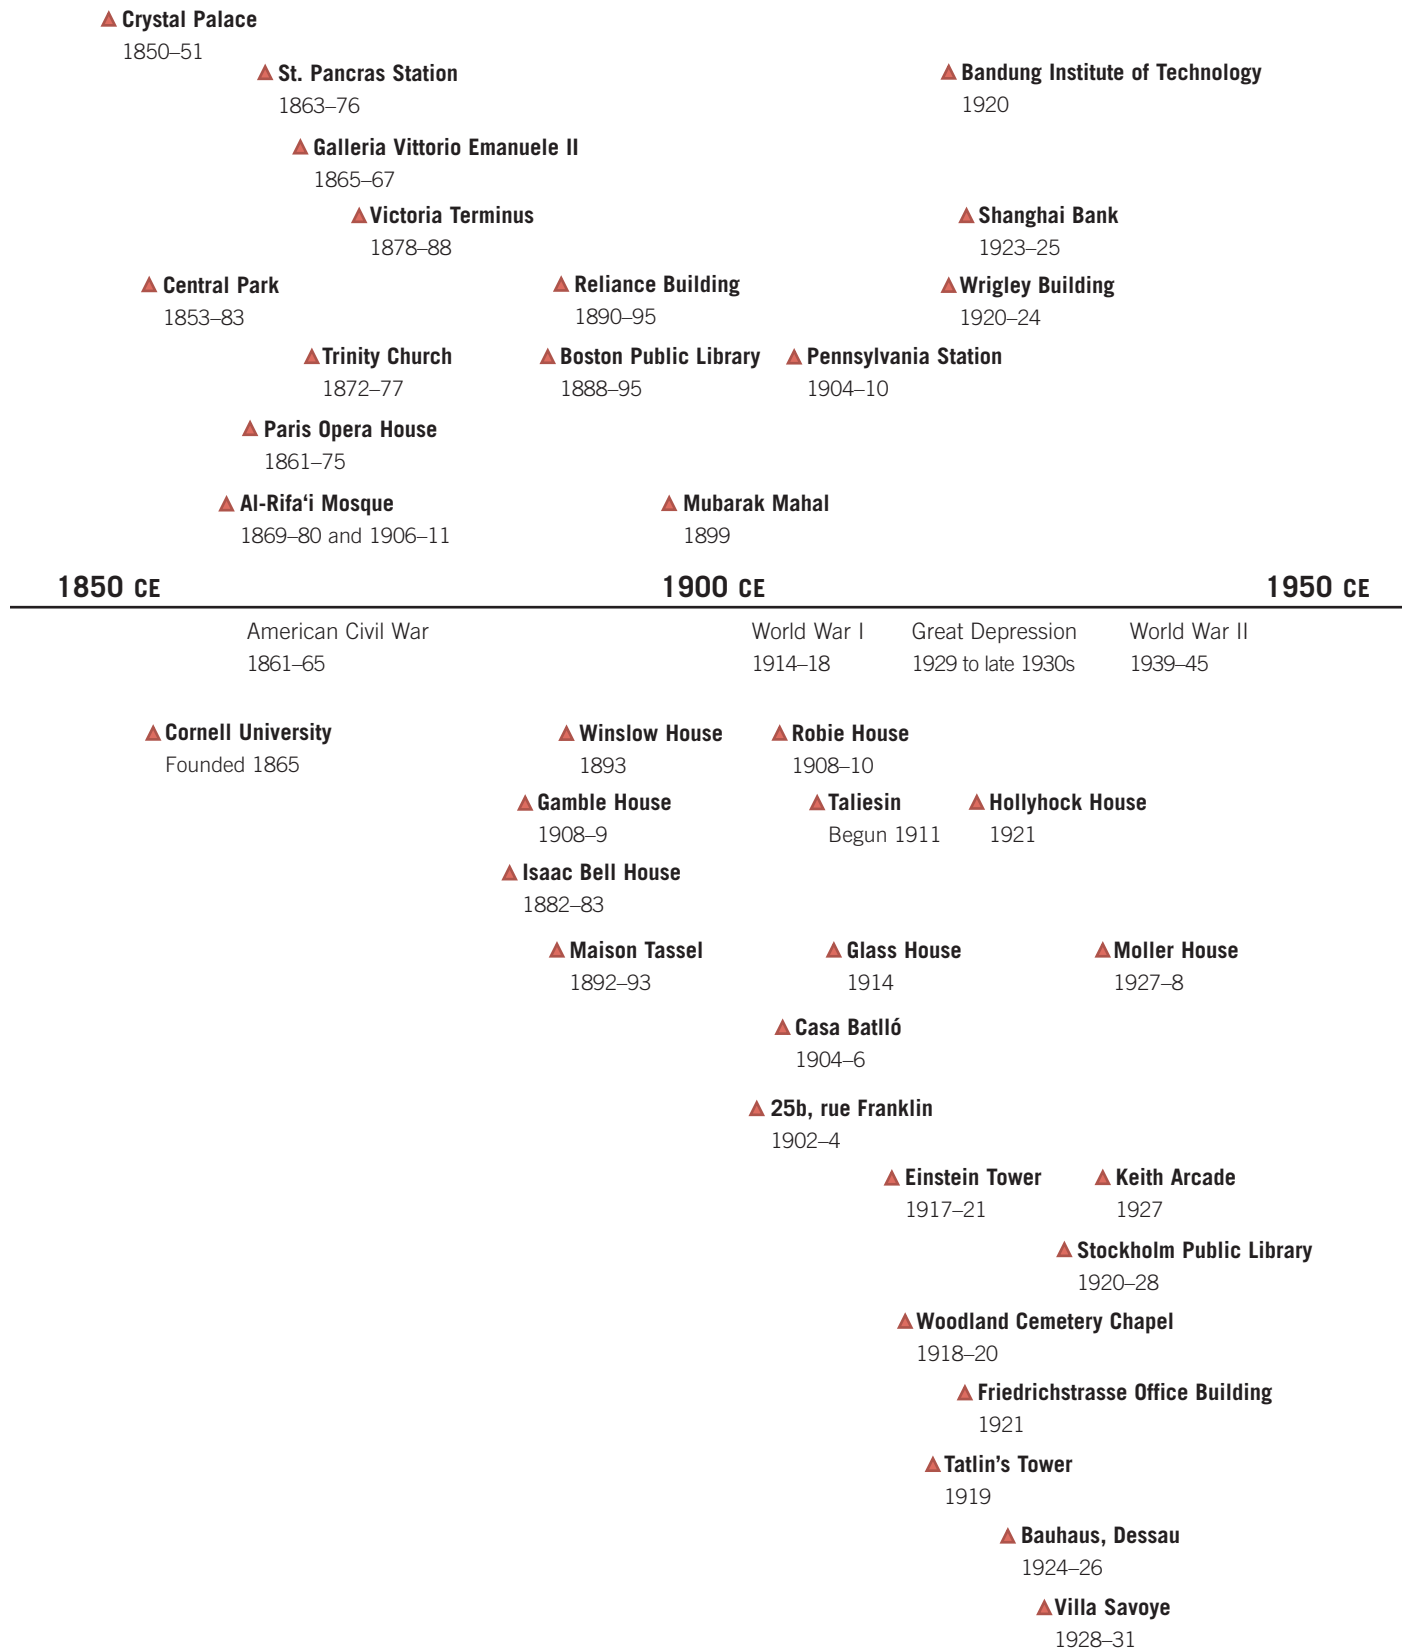 Crystal Palace
1850–51
St. Pancras Station
1863–76
Bandung Institute of Technology
1920
Galleria Vittorio Emanuele II
1865–67
Victoria Terminus
1878–88
Shanghai Bank
1923–25
Central Park
1853–83
Reliance Building
1890–95
Wrigley Building
1920–24
Trinity Church
1872–77
Boston Public Library
1888–95
Pennsylvania Station
1904–10
Paris Opera House
1861–75
Al-Rifa‘i Mosque
1869–80 and 1906–11
Mubarak Mahal
1899
1850 CE
1900 CE
1950 CE
American Civil War
1861–65
World War I
1914–18
Great Depression
1929 to late 1930s
World War II
1939–45
Cornell University
Founded 1865
Winslow House
1893
Robie House
1908–10
Gamble House
1908–9
Taliesin
Begun 1911
Hollyhock House
1921
Isaac Bell House
1882–83
Maison Tassel
1892–93
Glass House
1914
Moller House
1927–8
Casa Batlló
1904–6
25b, rue Franklin
1902–4
Einstein Tower
1917–21
Keith Arcade
1927
Stockholm Public Library
1920–28
Woodland Cemetery Chapel
1918–20
Friedrichstrasse Office Building
1921
Tatlin’s Tower
1919
Bauhaus, Dessau
1924–26
Villa Savoye
1928–31